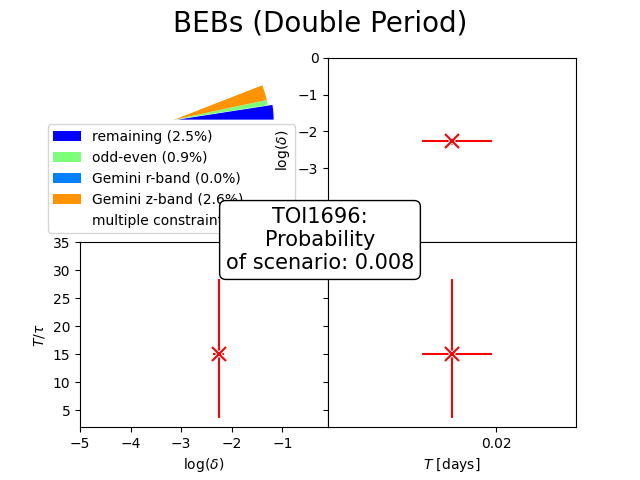 BEBs (Double Period)
remaining (2.5%)
odd-even (0.9%)
Gemini r-band (0.0%)
Gemini z-band (2.6%)
multiple
log(δ)
0
−1
−2
−3
TOI1696:
Probability
of scenario: 0.008
T/τ
35
30
25
20
15
10
5
−5
−4
−3
−2
−1
log(δ)
0.02
T [days]